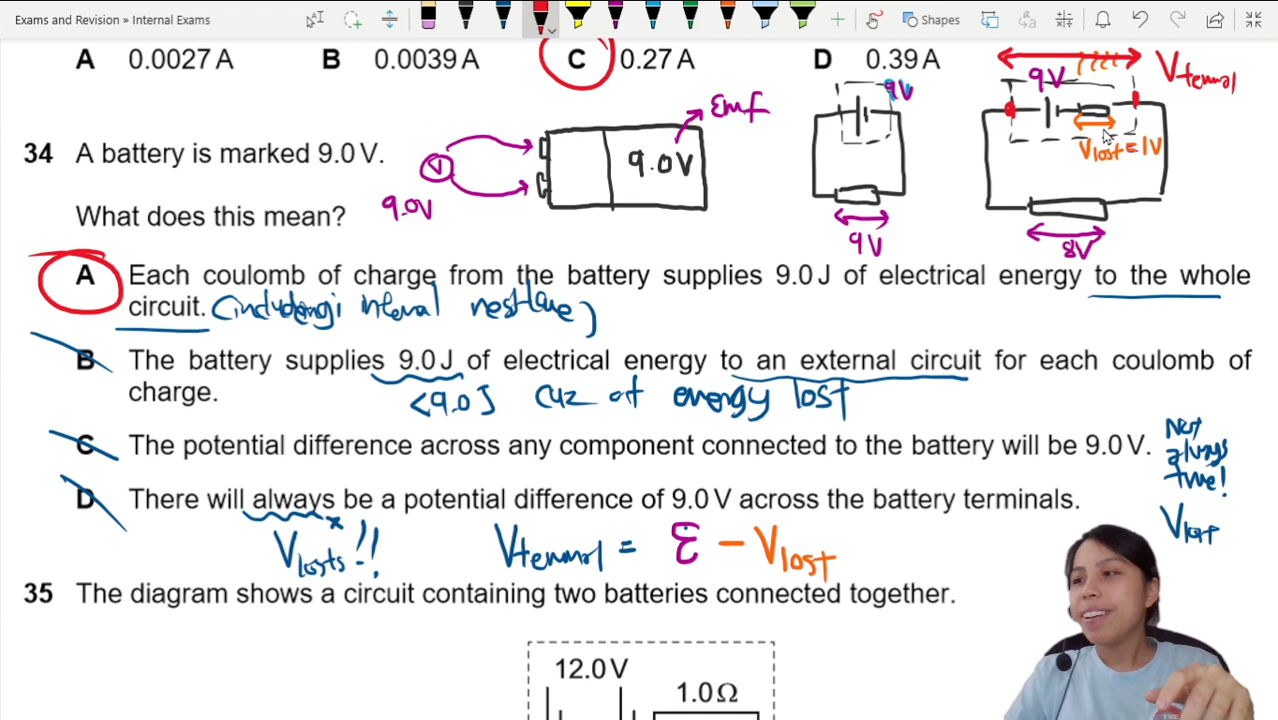 Exams and Revision » Internal Exams
Shapes
A 0.0027 A B 0.0039 A C 0.27 A D 0.39 A
9V
9V
Emf
34 A battery is marked 9.0 V.
V
9.0V
9.0V
Vlost = 1V
What does this mean?
9V
8V
A Each coulomb of charge from the battery supplies 9.0 J of electrical energy to the whole
circuit.
B The battery supplies 9.0 J of electrical energy to an external circuit for each coulomb of
charge.
<9.0J cuz of energy lost
C The potential difference across any component connected to the battery will be 9.0 V.
Not
always
true!
D There will always be a potential difference of 9.0 V across the battery terminals.
Vlost
Vlosts !!
= ε − Vlost
35 The diagram shows a circuit containing two batteries connected together.
12.0 V
1.0 Ω